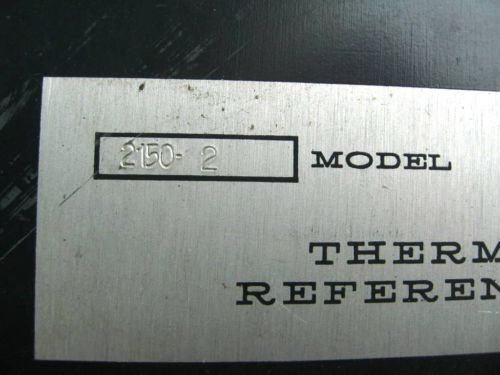 2150-2 MODEL
THERM
REFEREN